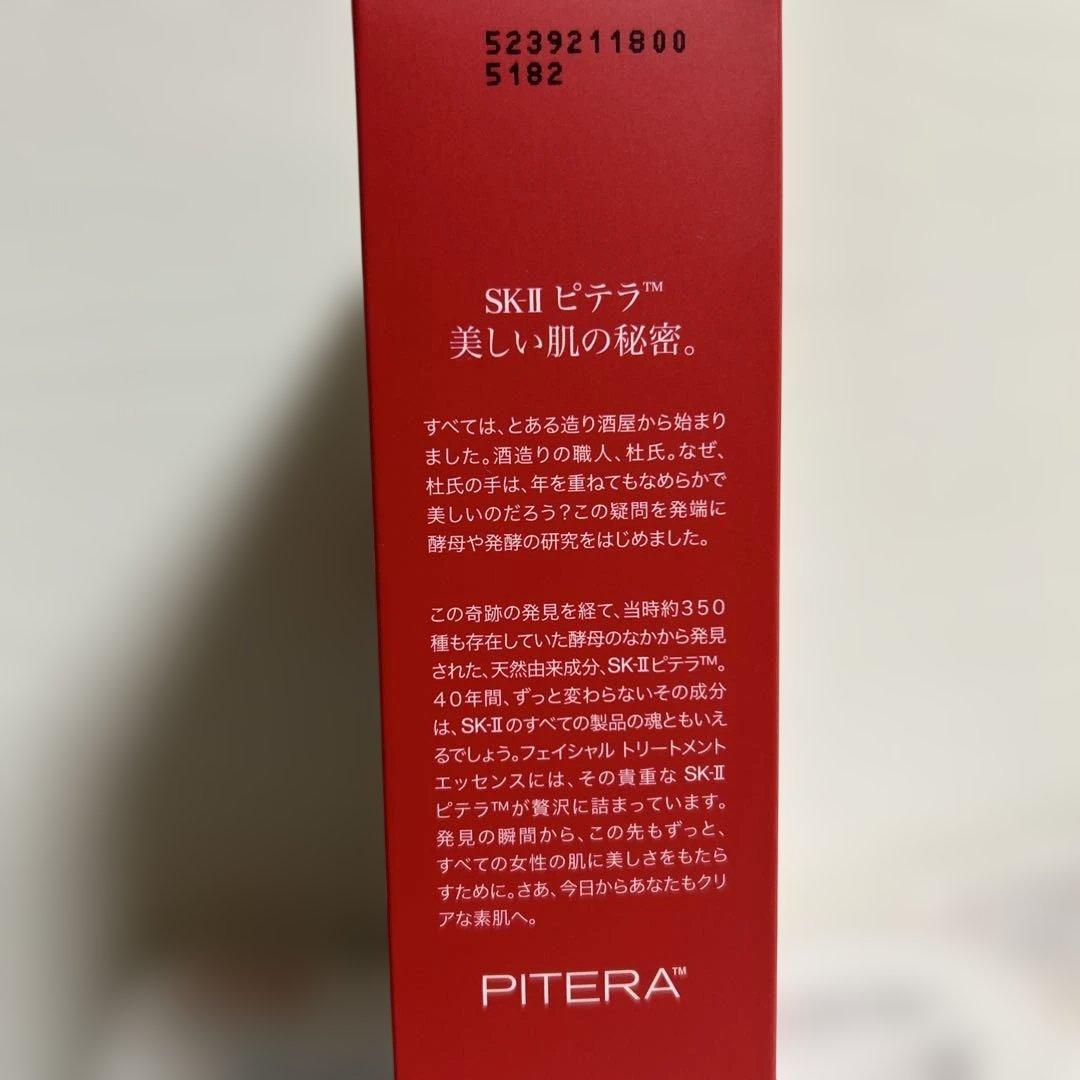 5239211800
5182
SK-II ピテラ™
美しい肌の秘密。
すべては、とある造り酒屋から始まり
ました。酒造りの職人、杜氏。なぜ、
杜氏の手は、年を重ねてもなめらかで
美しいのだろう？この疑問を発端に
酵母や発酵の研究をはじめました。
この奇跡の発見を経て、当時約350
種も存在していた酵母のなかから発見
された、天然由来成分、SK-IIピテラ™。
40年間、ずっと変わらないその成分
は、SK-IIのすべての製品の魂ともいえ
るでしょう。フェイシャル トリートメント
エッセンスには、その貴重な SK-II
ピテラ™が贅沢に詰まっています。
発見の瞬間から、この先もずっと、
すべての女性の肌に美しさをもたら
すために。さあ、今日からあなたもクリ
アな素肌へ。
PITERA™